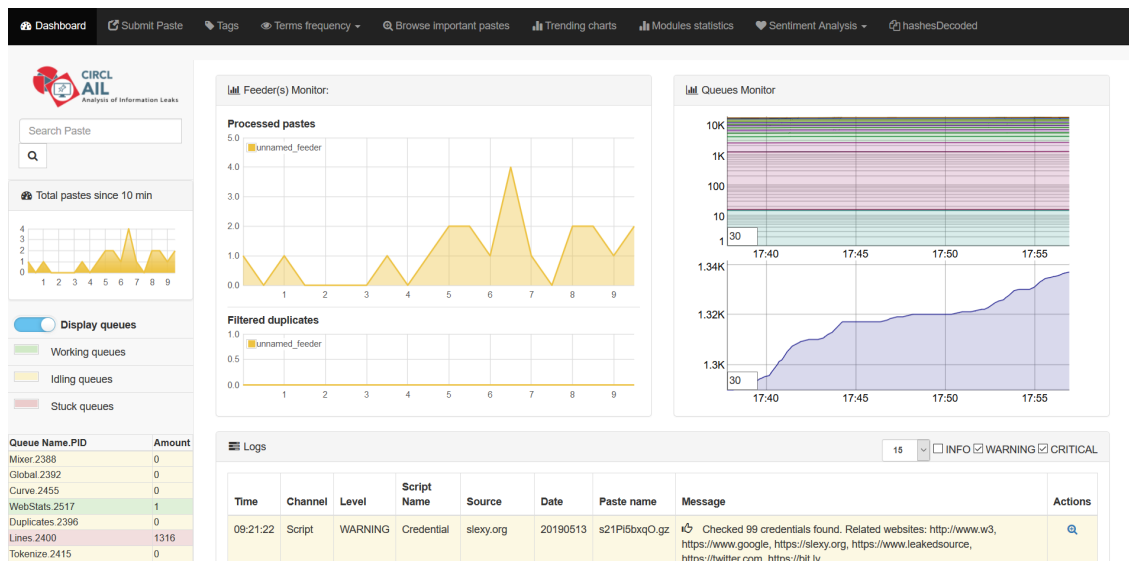 Dashboard Submit Paste Tags Terms frequency Browse important pastes Trending charts Modules statistics Sentiment Analysis hashesDecoded
CIRCL
AIL
Analysis of Information Leaks
Search Paste
Total pastes since 10 min
4
3
2
1
0
1 2 3 4 5 6 7 8 9
Display queues
Working queues
Idling queues
Stuck queues
Queue Name.PID Amount
Mixer.2388 0
Global.2392 0
Curve.2455 0
WebStats.2517 1
Duplicates.2396 0
Lines.2400 1316
Tokenize.2415 0
Feeder(s) Monitor:
Processed pastes
5.0
unnamed_feeder
4.0
3.0
2.0
1.0
0.0
1 2 3 4 5 6 7 8 9
Filtered duplicates
1.0
unnamed_feeder
0.5
0.0
1 2 3 4 5 6 7 8 9
Queues Monitor
10K
1K
100
10
1
30
17:40 17:45 17:50 17:55
1.34K
1.32K
1.3K
30
17:40 17:45 17:50 17:55
Logs
15 INFO WARNING CRITICAL
Time Channel Level Script Name Source Date Paste name Message Actions
09:21:22 Script WARNING Credential slexy.org 20190513 s21Pi5bxqO.gz Checked 99 credentials found. Related websites: http://www.w3,
https://www.google, https://slexy.org, https://www.leakedsource,
https://twitter.com, https://bit.ly